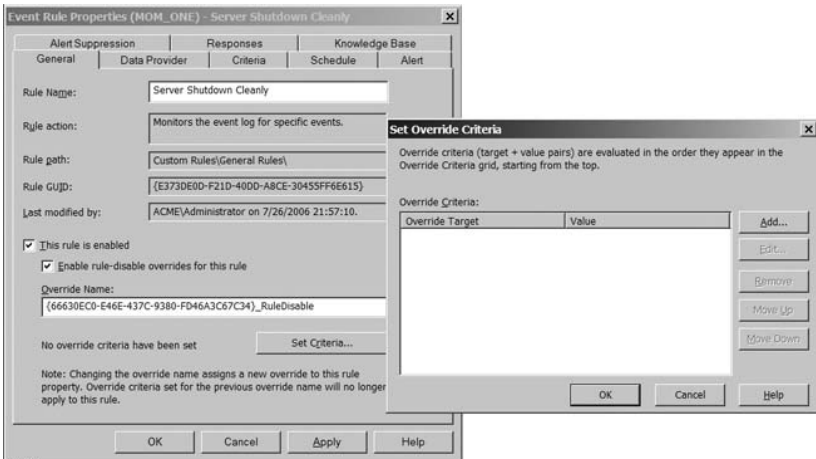 Event Rule Properties (MOM_ONE) - Server Shutdown Cleanly
Alert Suppression Responses Knowledge Base
General Data Provider Criteria Schedule Alert
Rule Name: Server Shutdown Cleanly
Rule action: Monitors the event log for specific events.
Rule path: Custom Rules\General Rules\
Rule GUID: {E373DE0D-F21D-40DD-A8CE-30455FF6E615}
Last modified by: ACME\Administrator on 7/26/2006 21:57:10.
This rule is enabled
Enable rule-disable overrides for this rule
Override Name:
{66630EC0-E46E-437C-9380-FD46A3C67C34}_RuleDisable
No override criteria have been set Set Criteria...
Note: Changing the override name assigns a new override to this rule
property. Override criteria set for the previous override name will no longer
apply to this rule.
OK Cancel Apply Help
Set Override Criteria
Override criteria (target + value pairs) are evaluated in the order they appear in the
Override Criteria grid, starting from the top.
Override Criteria:
Override Target Value
Add...
Edit...
Remove
Move Up
Move Down
OK Cancel Help